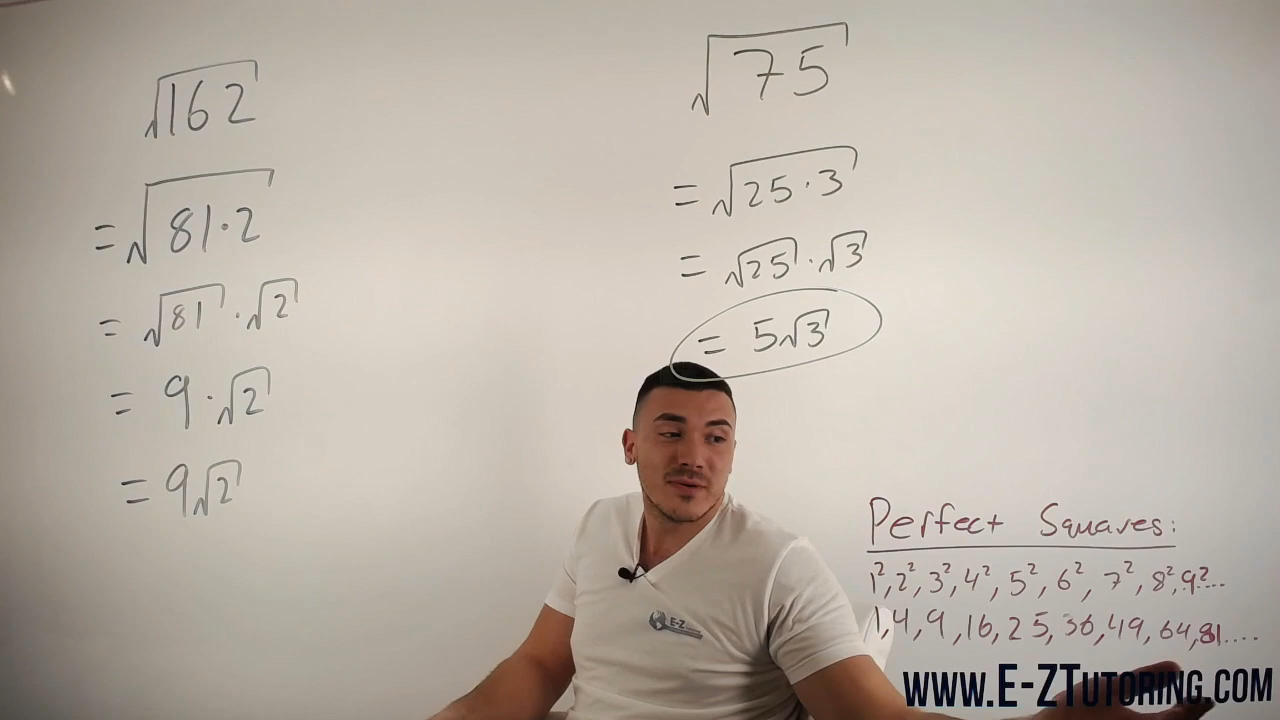 √162
= √81·2
= √81 · √2
= 9 · √2
= 9√2
√75
= √25·3
= √25 · √3
= 5√3
Perfect Squares:
1², 2², 3², 4², 5², 6², 7², 8², 9²...
1, 4, 9, 16, 25, 36, 49, 64, 81....
E-Z
www.E-ZTutoring.com